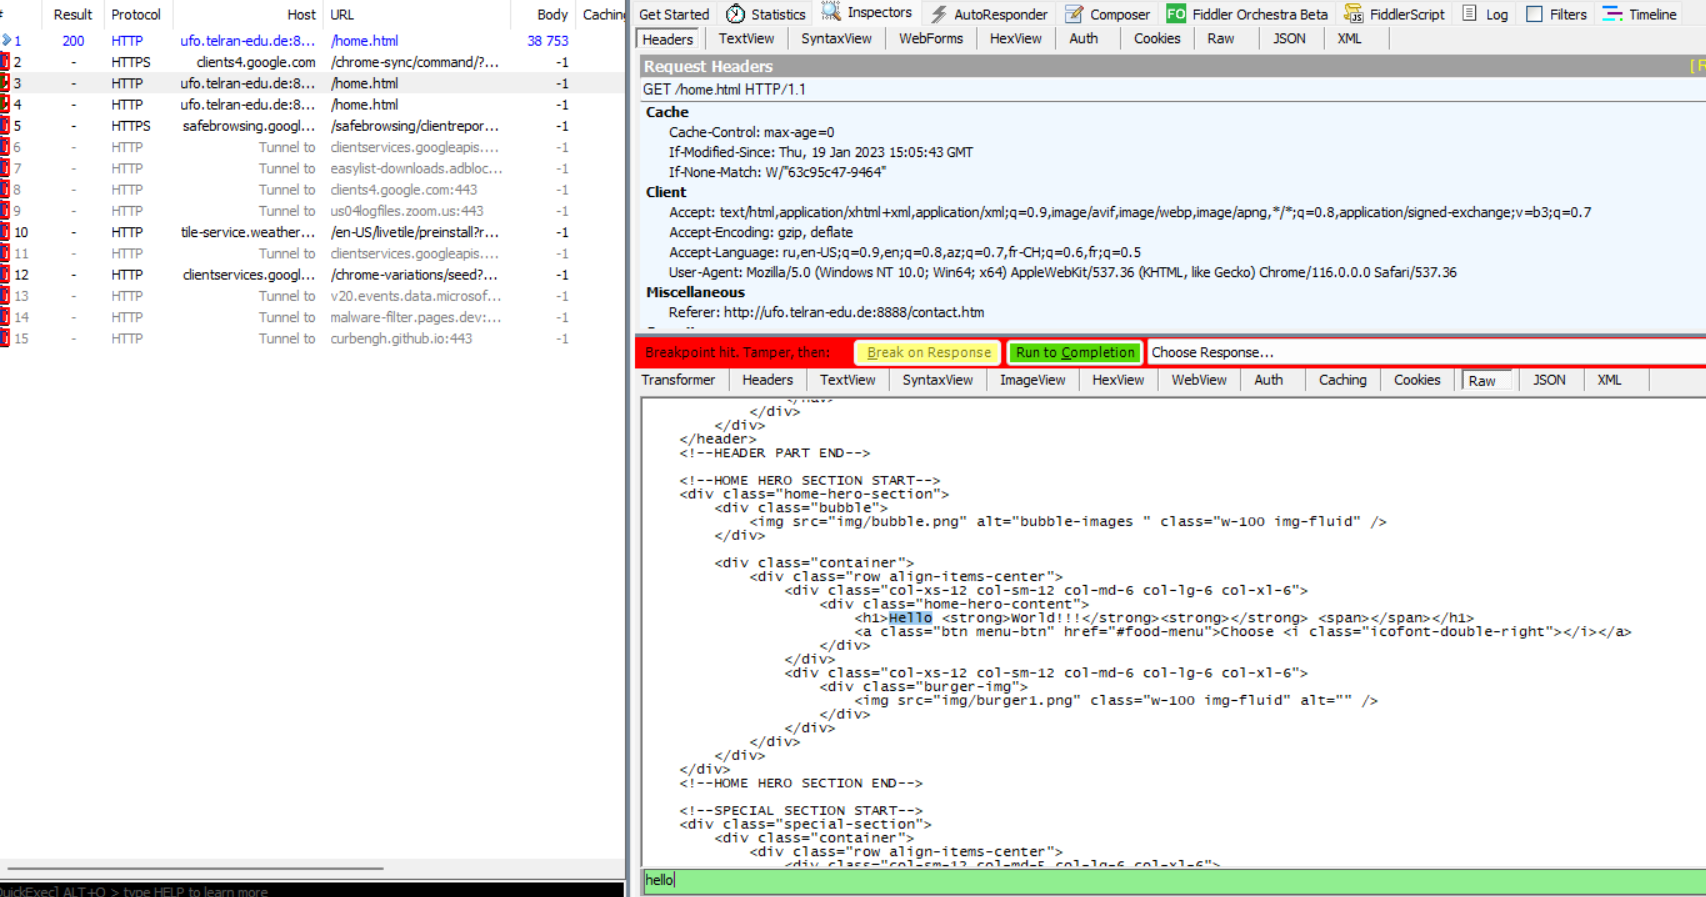 # Result Protocol Host URL Body Caching
1 200 HTTP ufo.telran-edu.de:8... /home.html 38 753
2 - HTTPS clients4.google.com /chrome-sync/command/?... -1
3 - HTTP ufo.telran-edu.de:8... /home.html -1
4 - HTTP ufo.telran-edu.de:8... /home.html -1
5 - HTTPS safebrowsing.googl... /safebrowsing/clientrepor... -1
6 - HTTP Tunnel to clientservices.googleapis.... -1
7 - HTTP Tunnel to easylist-downloads.adbloc... -1
8 - HTTP Tunnel to clients4.google.com:443 -1
9 - HTTP Tunnel to us04logfiles.zoom.us:443 -1
10 - HTTP tile-service.weather... /en-US/livetile/preinstall?r... -1
11 - HTTP Tunnel to clientservices.googleapis.... -1
12 - HTTP clientservices.googl... /chrome-variations/seed?... -1
13 - HTTP Tunnel to v20.events.data.microsof... -1
14 - HTTP Tunnel to malware-filter.pages.dev:... -1
15 - HTTP Tunnel to curbengh.github.io:443 -1
QuickExec] ALT+Q > type HELP to learn more
Get Started Statistics Inspectors AutoResponder Composer FO Fiddler Orchestra Beta FiddlerScript Log Filters Timeline
Headers TextView SyntaxView WebForms HexView Auth Cookies Raw JSON XML
Request Headers [ R
GET /home.html HTTP/1.1
Cache
Cache-Control: max-age=0
If-Modified-Since: Thu, 19 Jan 2023 15:05:43 GMT
If-None-Match: W/"63c95c47-9464"
Client
Accept: text/html,application/xhtml+xml,application/xml;q=0.9,image/avif,image/webp,image/apng,*/*;q=0.8,application/signed-exchange;v=b3;q=0.7
Accept-Encoding: gzip, deflate
Accept-Language: ru,en-US;q=0.9,en;q=0.8,az;q=0.7,fr-CH;q=0.6,fr;q=0.5
User-Agent: Mozilla/5.0 (Windows NT 10.0; Win64; x64) AppleWebKit/537.36 (KHTML, like Gecko) Chrome/116.0.0.0 Safari/537.36
Miscellaneous
Referer: http://ufo.telran-edu.de:8888/contact.htm
Breakpoint hit. Tamper, then: Break on Response Run to Completion Choose Response...
Transformer Headers TextView SyntaxView ImageView HexView WebView Auth Caching Cookies Raw JSON XML
</nav>
</div>
</div>
</header>
<!--HEADER PART END-->
<!--HOME HERO SECTION START-->
<div class="home-hero-section">
<div class="bubble">
<img src="img/bubble.png" alt="bubble-images " class="w-100 img-fluid" />
</div>
<div class="container">
<div class="row align-items-center">
<div class="col-xs-12 col-sm-12 col-md-6 col-lg-6 col-xl-6">
<div class="home-hero-content">
<h1>Hello <strong>World!!!</strong><strong></strong> <span></span></h1>
<a class="btn menu-btn" href="#food-menu">Choose <i class="icofont-double-right"></i></a>
</div>
</div>
<div class="col-xs-12 col-sm-12 col-md-6 col-lg-6 col-xl-6">
<div class="burger-img">
<img src="img/burger1.png" class="w-100 img-fluid" alt="" />
</div>
</div>
</div>
</div>
</div>
<!--HOME HERO SECTION END-->
<!--SPECIAL SECTION START-->
<div class="special-section">
<div class="container">
<div class="row align-items-center">
<div class="col-sm-12 col-md-5 col-lg-6 col-xl-6">
hello